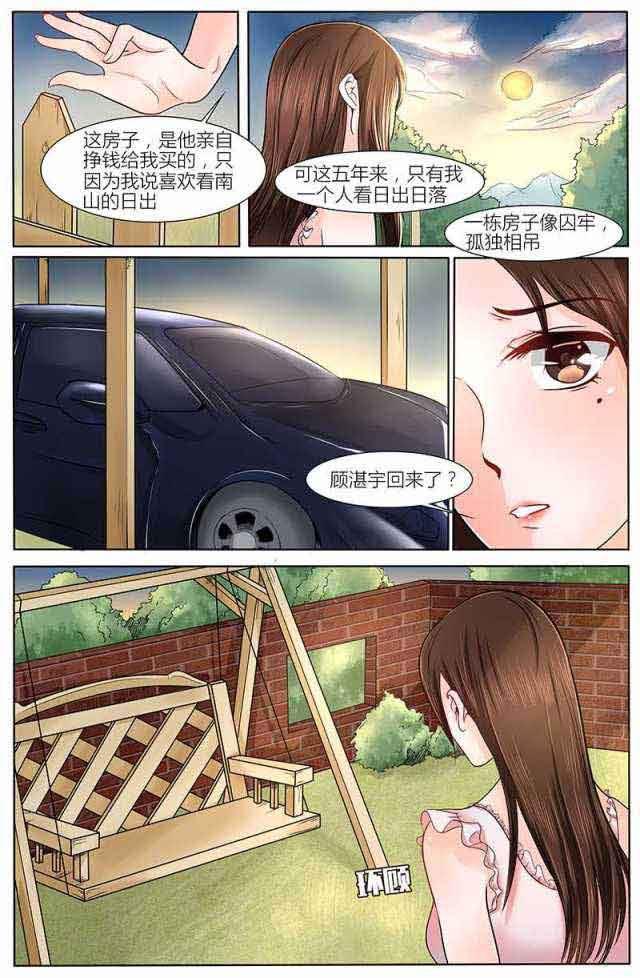 这房子，是他亲自
挣钱给我买的，只
因为我说喜欢看南
山的日出
可这五年来，只有我
一个人看日出日落
一栋房子像囚牢，
孤独相吊
顾湛宇回来了？
环顾